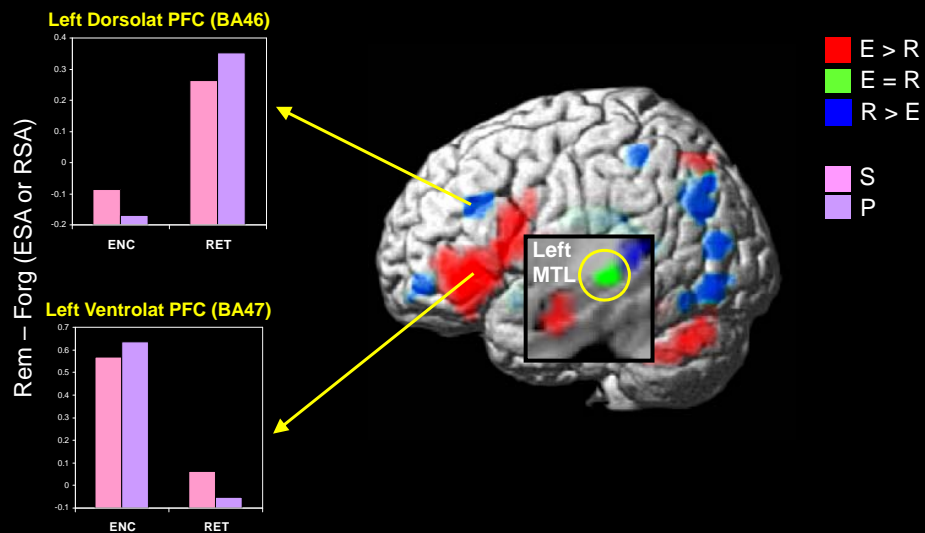 Left Dorsolat PFC (BA46)
0.4
0.3
0.2
0.1
0
-0.1
-0.2
ENC RET
Left Ventrolat PFC (BA47)
0.7
0.6
0.5
0.4
0.3
0.2
0.1
0
-0.1
ENC RET
Rem – Forg (ESA or RSA)
Left
MTL
E > R
E = R
R > E
S
P